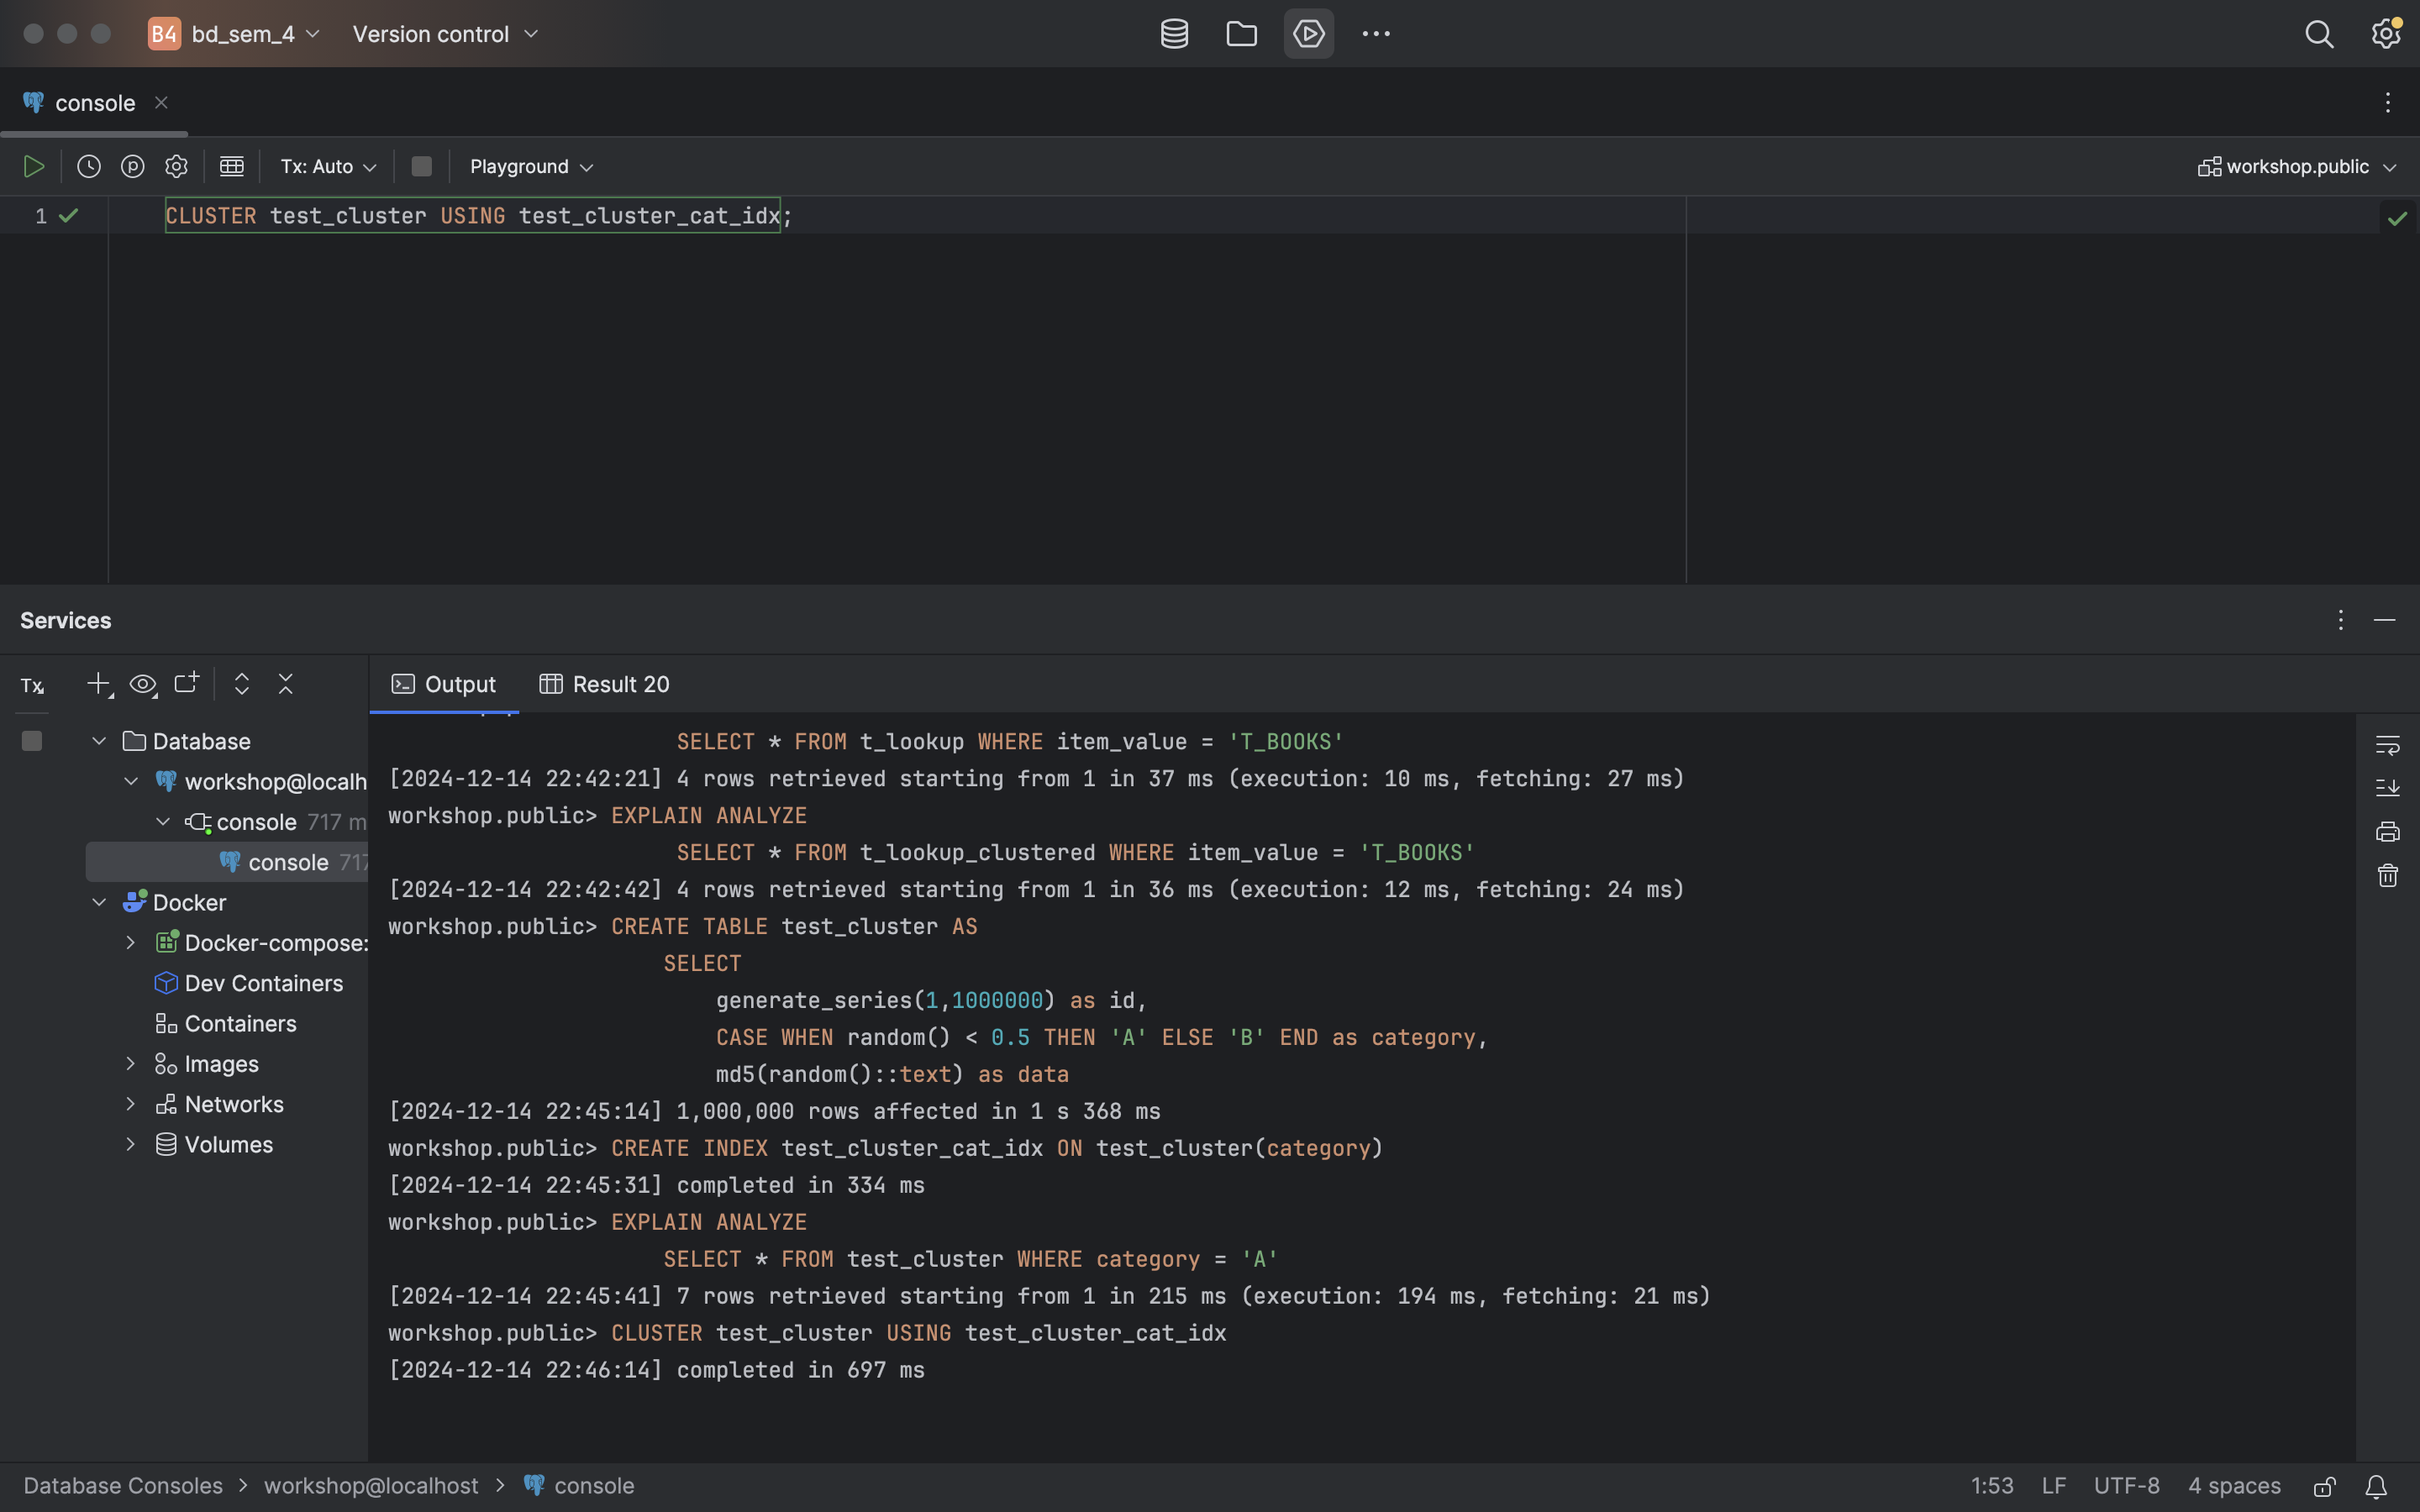 B4 bd_sem_4 Version control
console
Tx: Auto Playground workshop.public
1 CLUSTER test_cluster USING test_cluster_cat_idx;
Services
Tx Output Result 20
SELECT * FROM t_lookup WHERE item_value = 'T_BOOKS'
[2024-12-14 22:42:21] 4 rows retrieved starting from 1 in 37 ms (execution: 10 ms, fetching: 27 ms)
workshop.public> EXPLAIN ANALYZE
SELECT * FROM t_lookup_clustered WHERE item_value = 'T_BOOKS'
[2024-12-14 22:42:42] 4 rows retrieved starting from 1 in 36 ms (execution: 12 ms, fetching: 24 ms)
workshop.public> CREATE TABLE test_cluster AS
SELECT
generate_series(1,1000000) as id,
CASE WHEN random() < 0.5 THEN 'A' ELSE 'B' END as category,
md5(random()::text) as data
[2024-12-14 22:45:14] 1,000,000 rows affected in 1 s 368 ms
workshop.public> CREATE INDEX test_cluster_cat_idx ON test_cluster(category)
[2024-12-14 22:45:31] completed in 334 ms
workshop.public> EXPLAIN ANALYZE
SELECT * FROM test_cluster WHERE category = 'A'
[2024-12-14 22:45:41] 7 rows retrieved starting from 1 in 215 ms (execution: 194 ms, fetching: 21 ms)
workshop.public> CLUSTER test_cluster USING test_cluster_cat_idx
[2024-12-14 22:46:14] completed in 697 ms
Database
workshop@localh
console 717 m
console 717
Docker
Docker-compose:
Dev Containers
Containers
Images
Networks
Volumes
Database Consoles > workshop@localhost > console 1:53 LF UTF-8 4 spaces